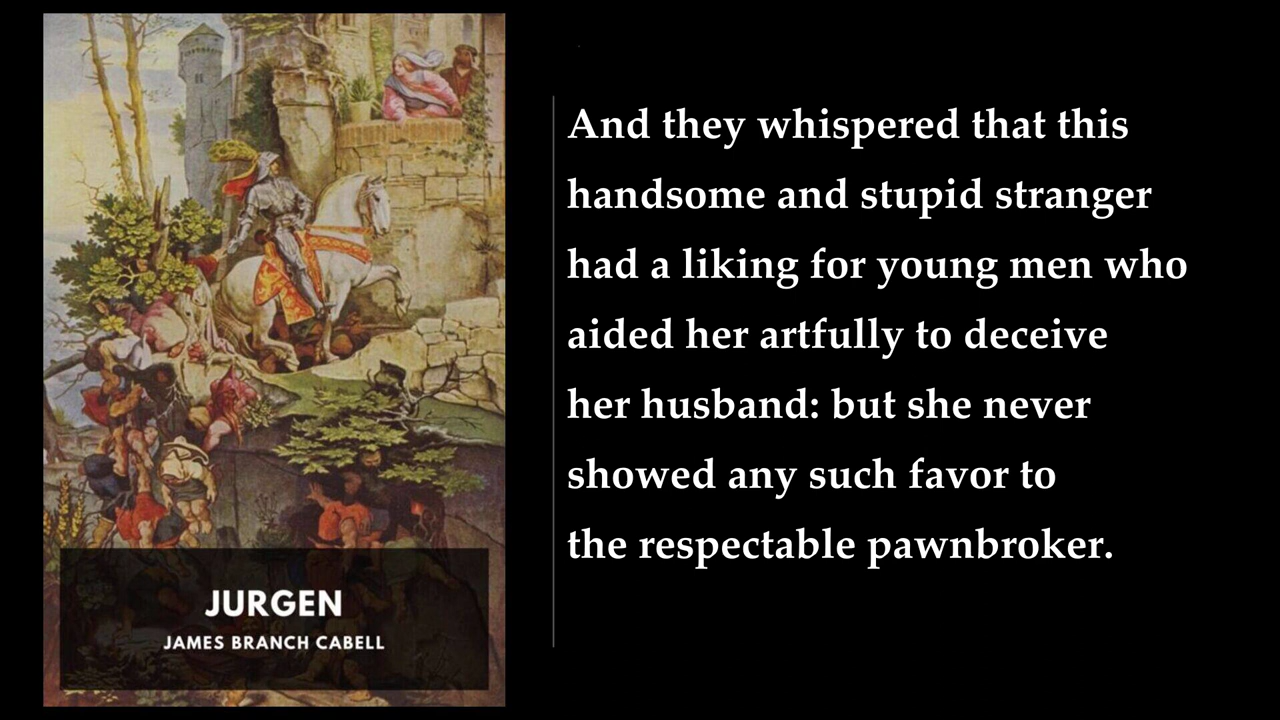 And they whispered that this
handsome and stupid stranger
had a liking for young men who
aided her artfully to deceive
her husband: but she never
showed any such favor to
the respectable pawnbroker.
JURGEN
JAMES BRANCH CABELL